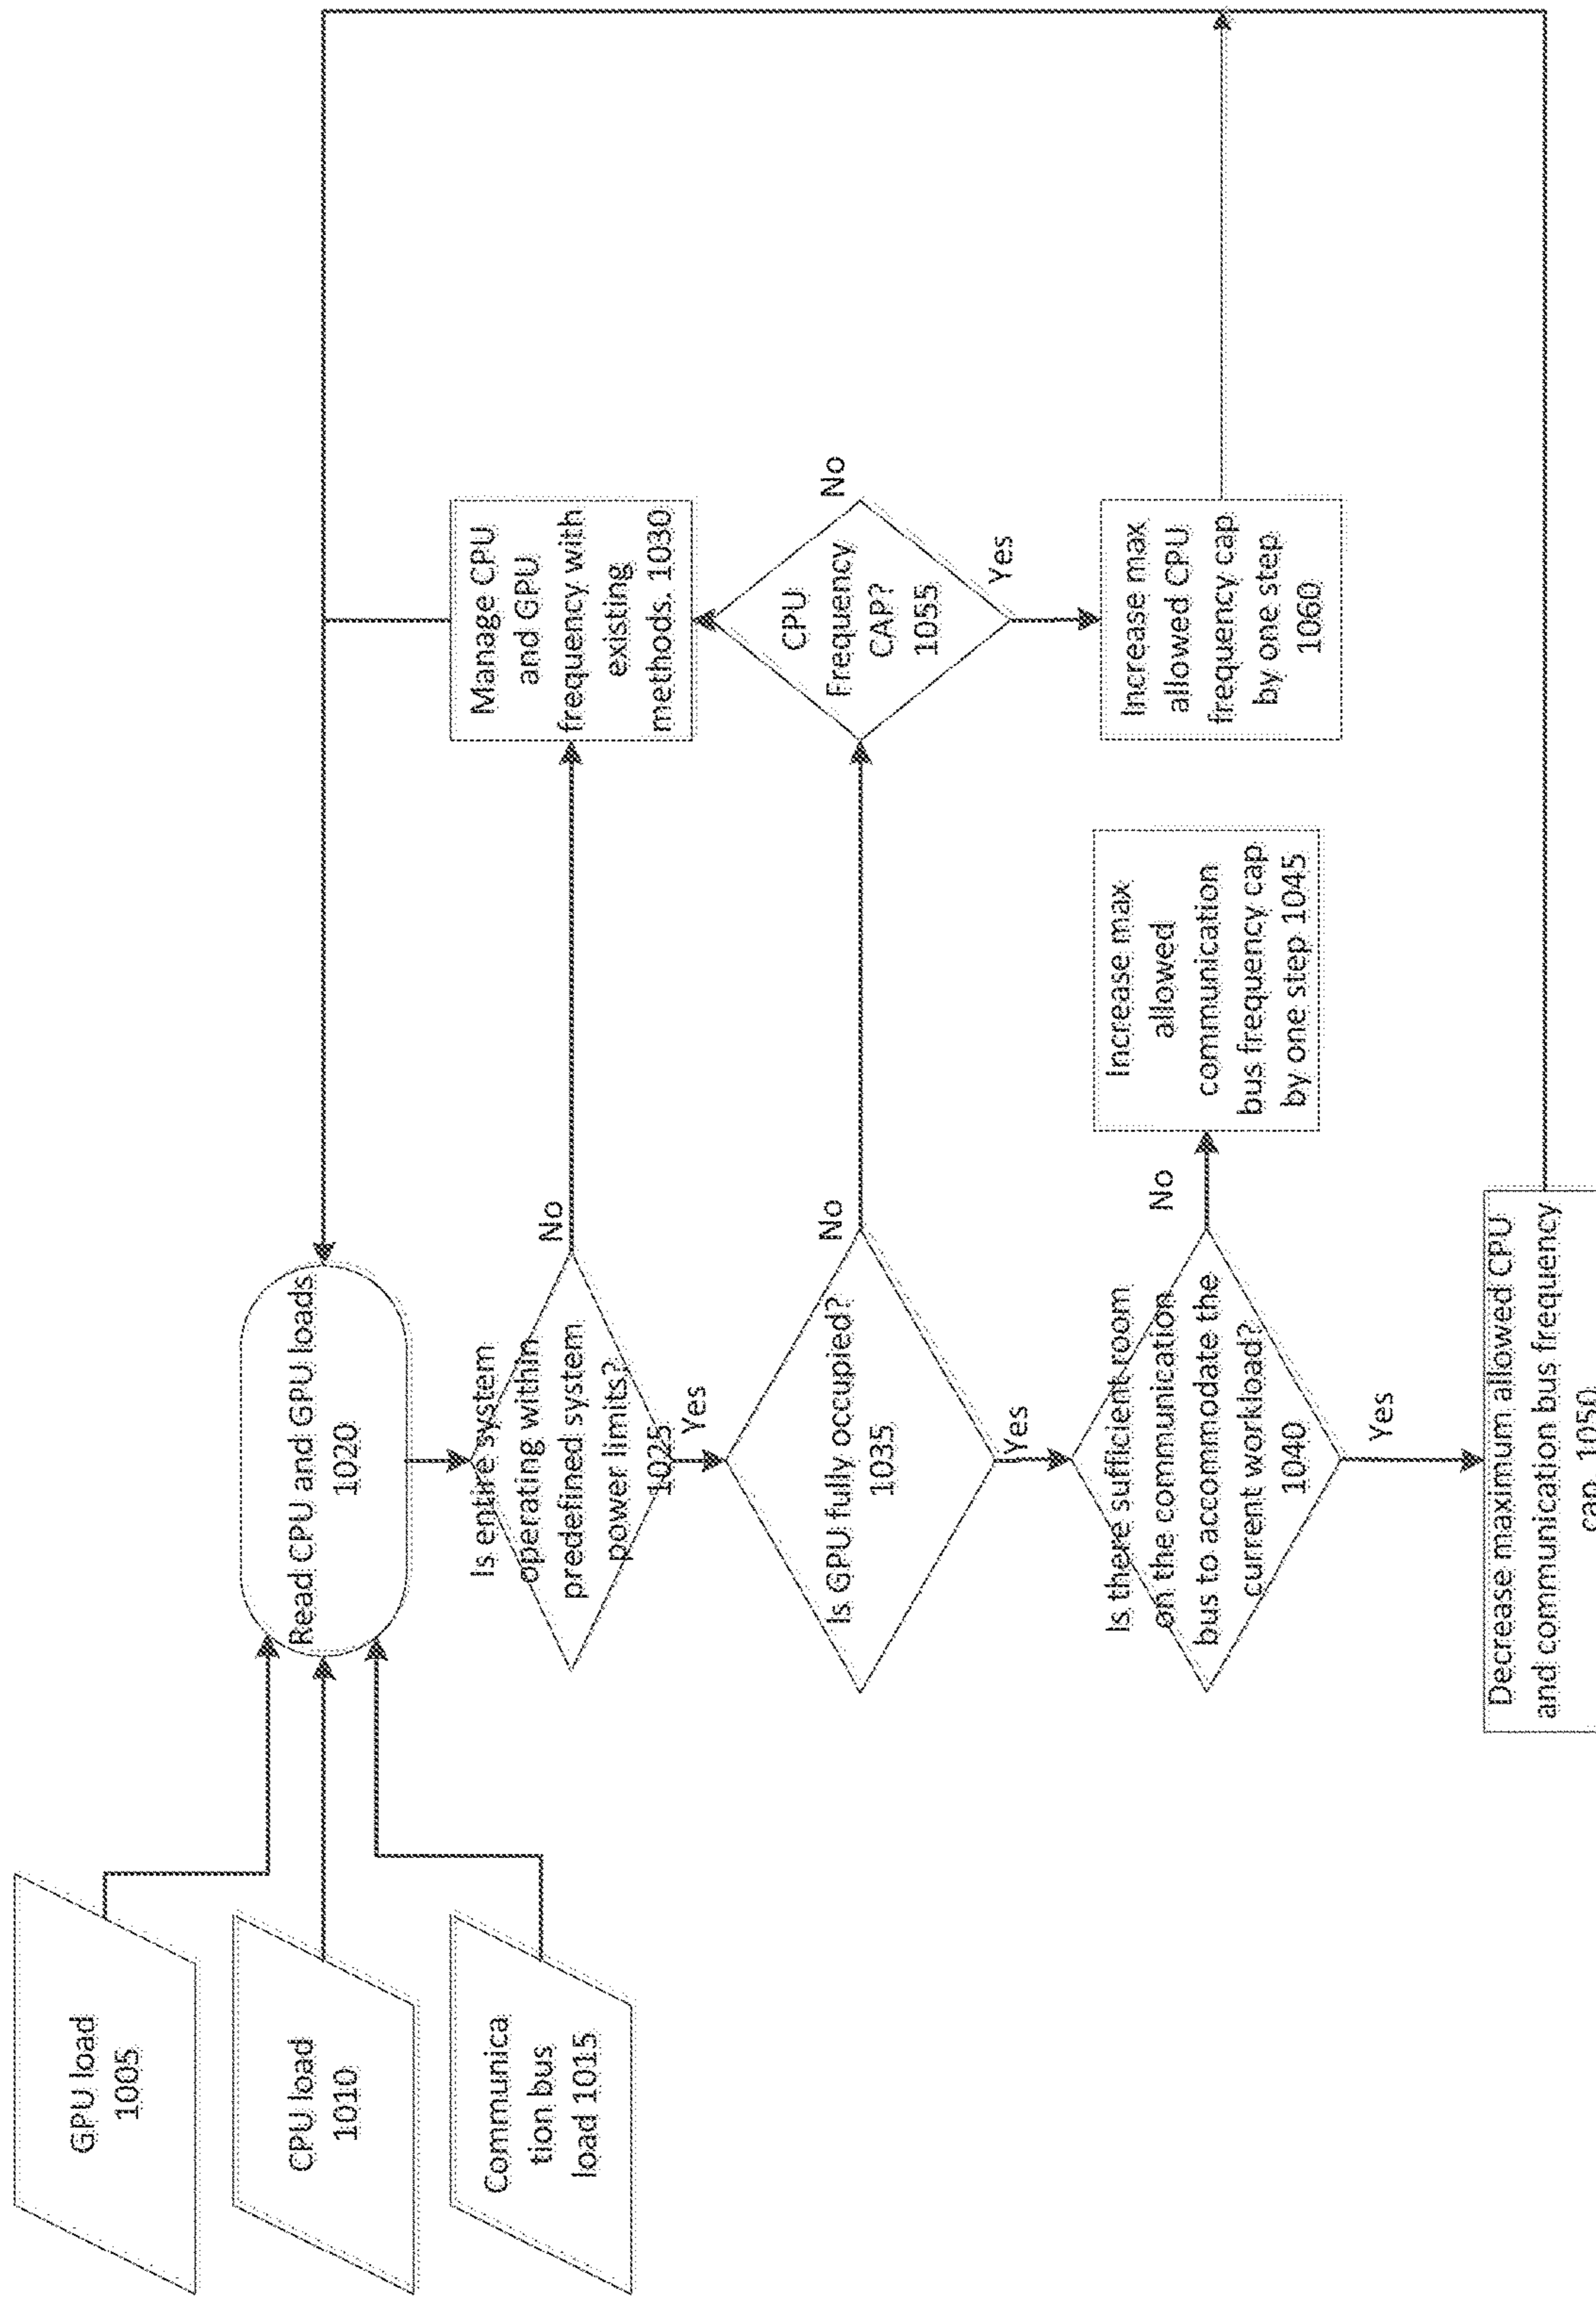 GPU load
1005
CPU load
1010
Communica
tion bus
load 1015
Read CPU and GPU loads
1020
Is entire system
operating within
predefined system
power limits?
1025
No
Yes
Manage CPU
and GPU
frequency with
existing
methods. 1030
Is GPU fully occupied?
1035
No
Yes
CPU
Frequency
CAP?
1055
No
Yes
Is there sufficient room
on the communication
bus to accommodate the
current workload?
1040
No
Yes
Increase max
allowed
communication
bus frequency cap
by one step 1045
Increase max
allowed CPU
frequency cap
by one step
1060
Decrease maximum allowed CPU
and communication bus frequency
cap 1050